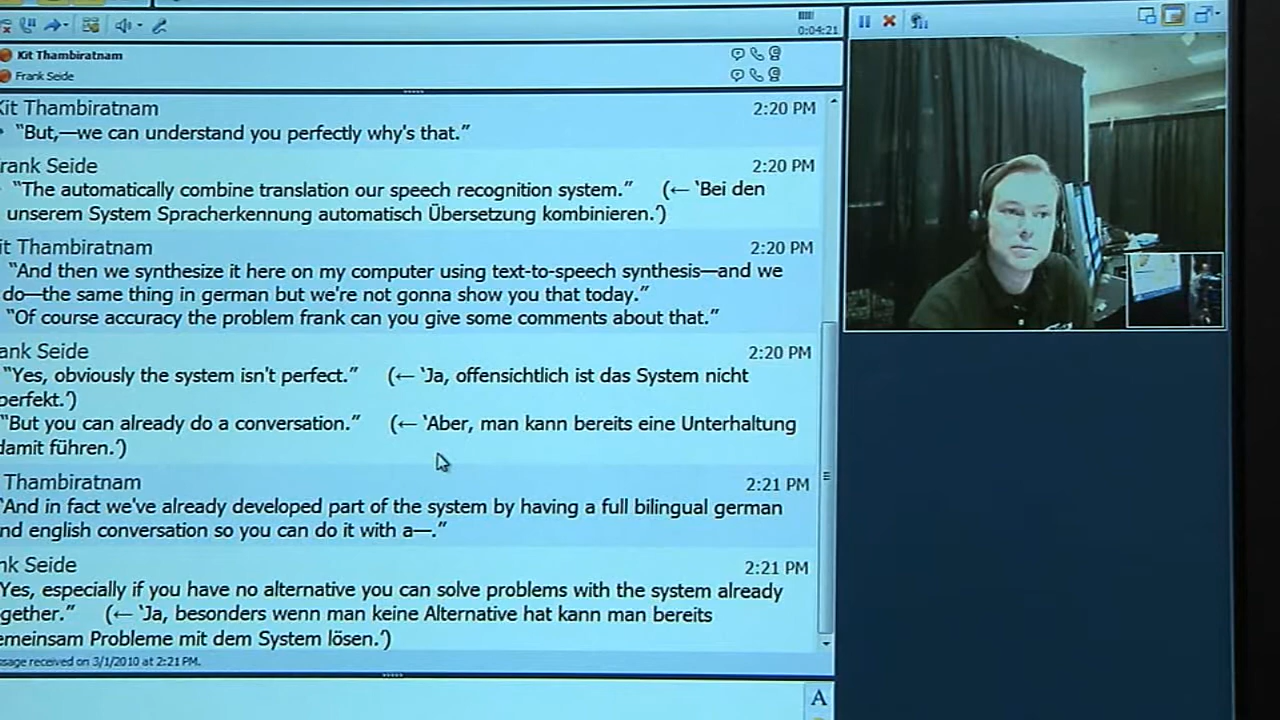 0:04:21
Kit Thambiratnam
Frank Seide
Kit Thambiratnam 2:20 PM
"But,—we can understand you perfectly why's that."
rank Seide 2:20 PM
"The automatically combine translation our speech recognition system." (← 'Bei den
unserem System Spracherkennung automatisch Übersetzung kombinieren.')
it Thambiratnam 2:20 PM
"And then we synthesize it here on my computer using text-to-speech synthesis—and we
do—the same thing in german but we're not gonna show you that today."
"Of course accuracy the problem frank can you give some comments about that."
ank Seide 2:20 PM
"Yes, obviously the system isn't perfect." (← 'Ja, offensichtlich ist das System nicht
perfekt.')
"But you can already do a conversation." (← 'Aber, man kann bereits eine Unterhaltung
damit führen.')
Thambiratnam 2:21 PM
"And in fact we've already developed part of the system by having a full bilingual german
nd english conversation so you can do it with a—."
nk Seide 2:21 PM
Yes, especially if you have no alternative you can solve problems with the system already
gether." (← 'Ja, besonders wenn man keine Alternative hat kann man bereits
emeinsam Probleme mit dem System lösen.')
ssage received on 3/1/2010 at 2:21 PM.
A